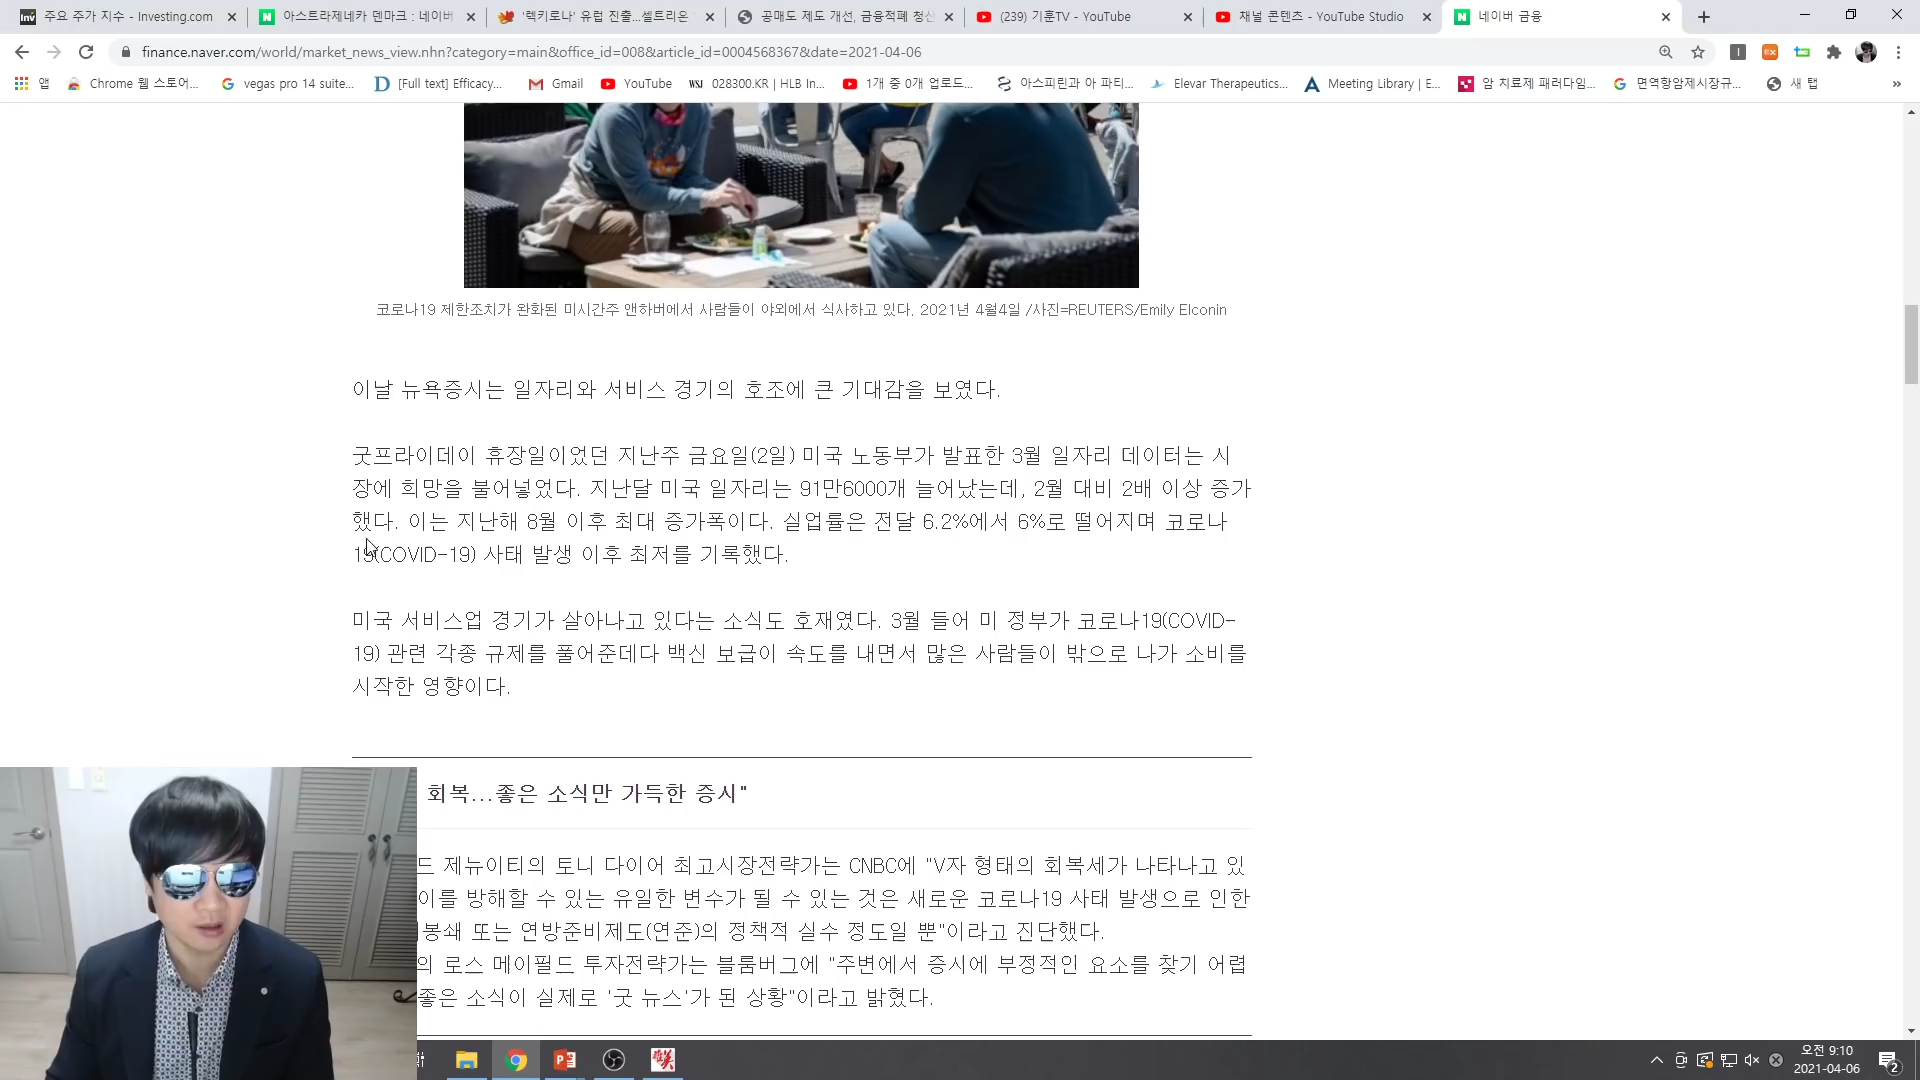 주요 주가 지수 - Investing.com
아스트라제네카 덴마크 : 네이버
'렉키로나' 유럽 진출...셀트리온
공매도 제도 개선, 금융적폐 청산
(239) 기훈TV - YouTube
채널 콘텐츠 - YouTube Studio
네이버 금융
finance.naver.com/world/market_news_view.nhn?category=main&office_id=008&article_id=0004568367&date=2021-04-06
앱
Chrome 웹 스토어...
vegas pro 14 suite...
[Full text] Efficacy...
Gmail
YouTube
WSJ 028300.KR | HLB In...
1개 중 0개 업로드...
아스피린과 아 파티...
Elevar Therapeutics...
Meeting Library | E...
암 치료제 패러다임...
면역항암제시장규...
새 탭
코로나19 제한조치가 완화된 미시간주 앤하버에서 사람들이 야외에서 식사하고 있다. 2021년 4월4일 /사진=REUTERS/Emily Elconin
이날 뉴욕증시는 일자리와 서비스 경기의 호조에 큰 기대감을 보였다.
굿프라이데이 휴장일이었던 지난주 금요일(2일) 미국 노동부가 발표한 3월 일자리 데이터는 시
장에 희망을 불어넣었다. 지난달 미국 일자리는 91만6000개 늘어났는데, 2월 대비 2배 이상 증가
했다. 이는 지난해 8월 이후 최대 증가폭이다. 실업률은 전달 6.2%에서 6%로 떨어지며 코로나
19(COVID-19) 사태 발생 이후 최저를 기록했다.
미국 서비스업 경기가 살아나고 있다는 소식도 호재였다. 3월 들어 미 정부가 코로나19(COVID-
19) 관련 각종 규제를 풀어준데다 백신 보급이 속도를 내면서 많은 사람들이 밖으로 나가 소비를
시작한 영향이다.
회복...좋은 소식만 가득한 증시"
드 제뉴이티의 토니 다이어 최고시장전략가는 CNBC에 "V자 형태의 회복세가 나타나고 있
이를 방해할 수 있는 유일한 변수가 될 수 있는 것은 새로운 코로나19 사태 발생으로 인한
봉쇄 또는 연방준비제도(연준)의 정책적 실수 정도일 뿐"이라고 진단했다.
의 로스 메이필드 투자전략가는 블룸버그에 "주변에서 증시에 부정적인 요소를 찾기 어렵
좋은 소식이 실제로 '굿 뉴스'가 된 상황"이라고 밝혔다.
오전 9:10
2021-04-06
2